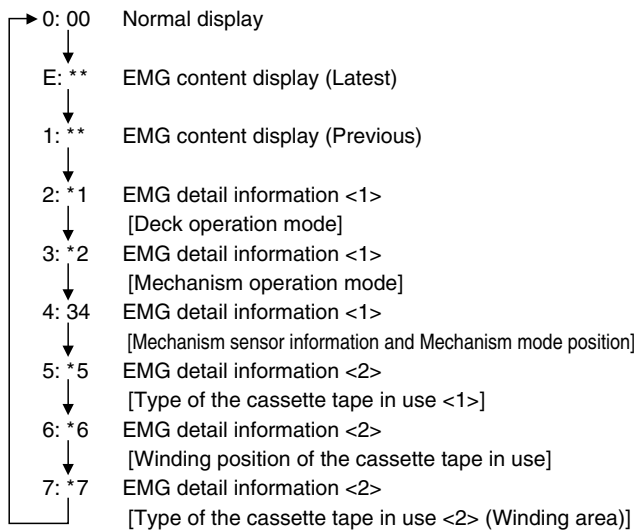 0: 00 Normal display
E: ** EMG content display (Latest)
1: ** EMG content display (Previous)
2: *1 EMG detail information <1>
[Deck operation mode]
3: *2 EMG detail information <1>
[Mechanism operation mode]
4: 34 EMG detail information <1>
[Mechanism sensor information and Mechanism mode position]
5: *5 EMG detail information <2>
[Type of the cassette tape in use <1>]
6: *6 EMG detail information <2>
[Winding position of the cassette tape in use]
7: *7 EMG detail information <2>
[Type of the cassette tape in use <2> (Winding area)]